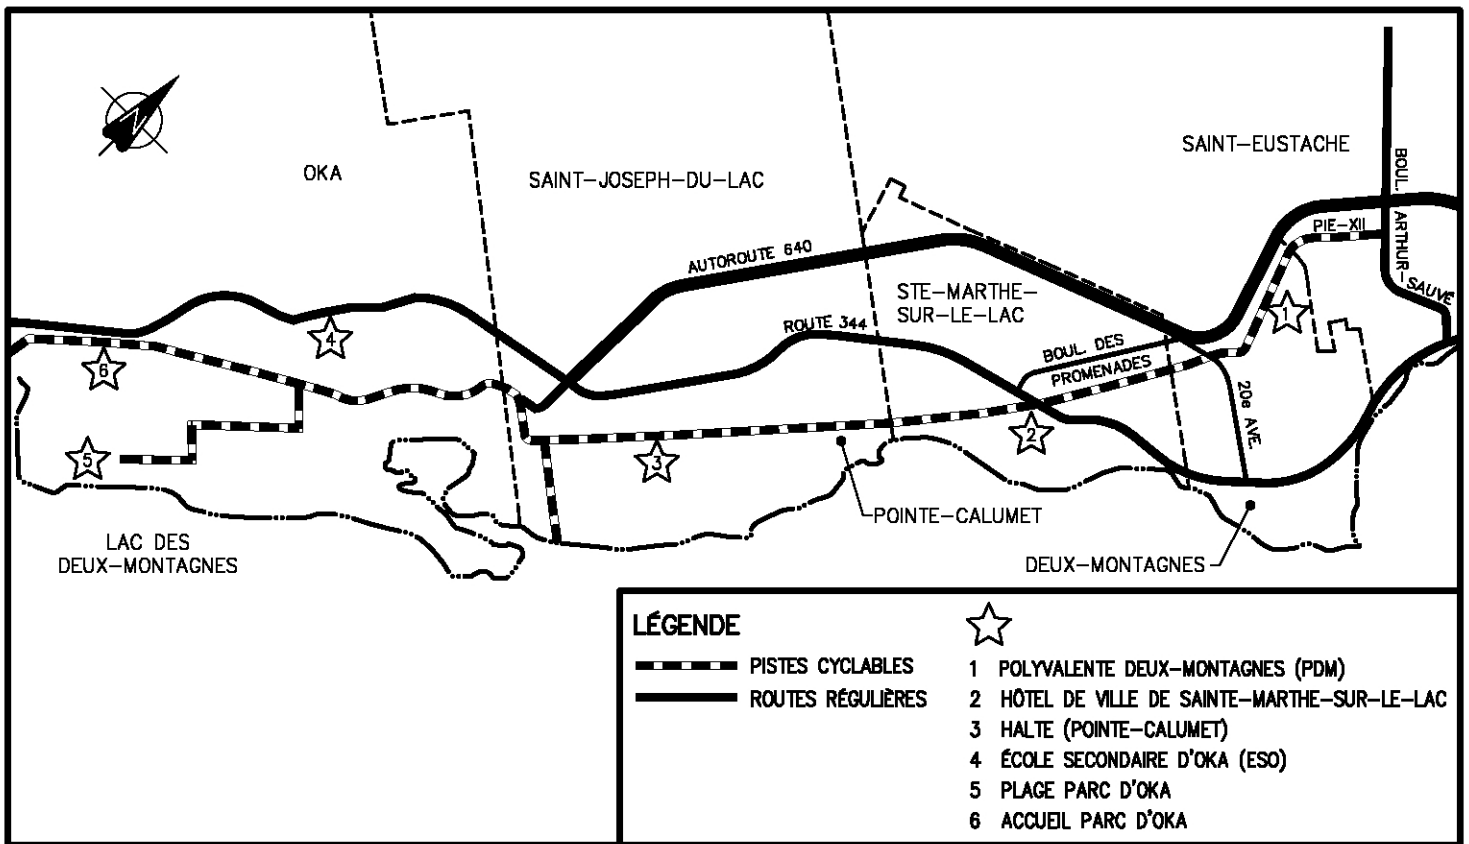 SAINT-EUSTACHE
OKA
SAINT-JOSEPH-DU-LAC
BOUL. ARTHUR-SAUVÉ
PIE-XII
AUTOROUTE 640
STE-MARTHE-
SUR-LE-LAC
ROUTE 344
BOUL. DES
PROMENADES
20e AVE.
1
4
6
2
5
3
POINTE-CALUMET
LAC DES
DEUX-MONTAGNES
DEUX-MONTAGNES
N
LÉGENDE
PISTES CYCLABLES
ROUTES RÉGULIÈRES
1 POLYVALENTE DEUX-MONTAGNES (PDM)
2 HÔTEL DE VILLE DE SAINTE-MARTHE-SUR-LE-LAC
3 HALTE (POINTE-CALUMET)
4 ÉCOLE SECONDAIRE D'OKA (ESO)
5 PLAGE PARC D'OKA
6 ACCUEIL PARC D'OKA